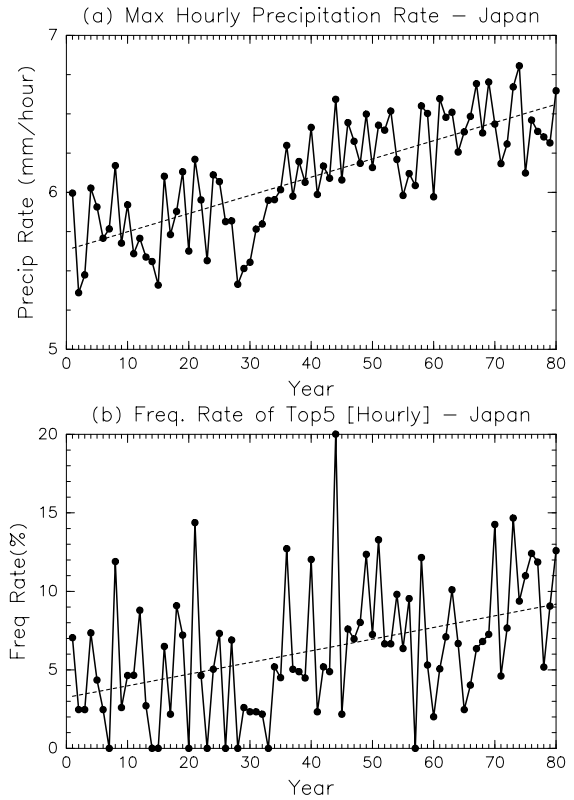 (a) Max Hourly Precipitation Rate – Japan
7
6
5
Precip Rate (mm/hour)
0 10 20 30 40 50 60 70 80
Year
(b) Freq. Rate of Top5 [Hourly] – Japan
20
15
10
5
0
Freq Rate(%)
0 10 20 30 40 50 60 70 80
Year